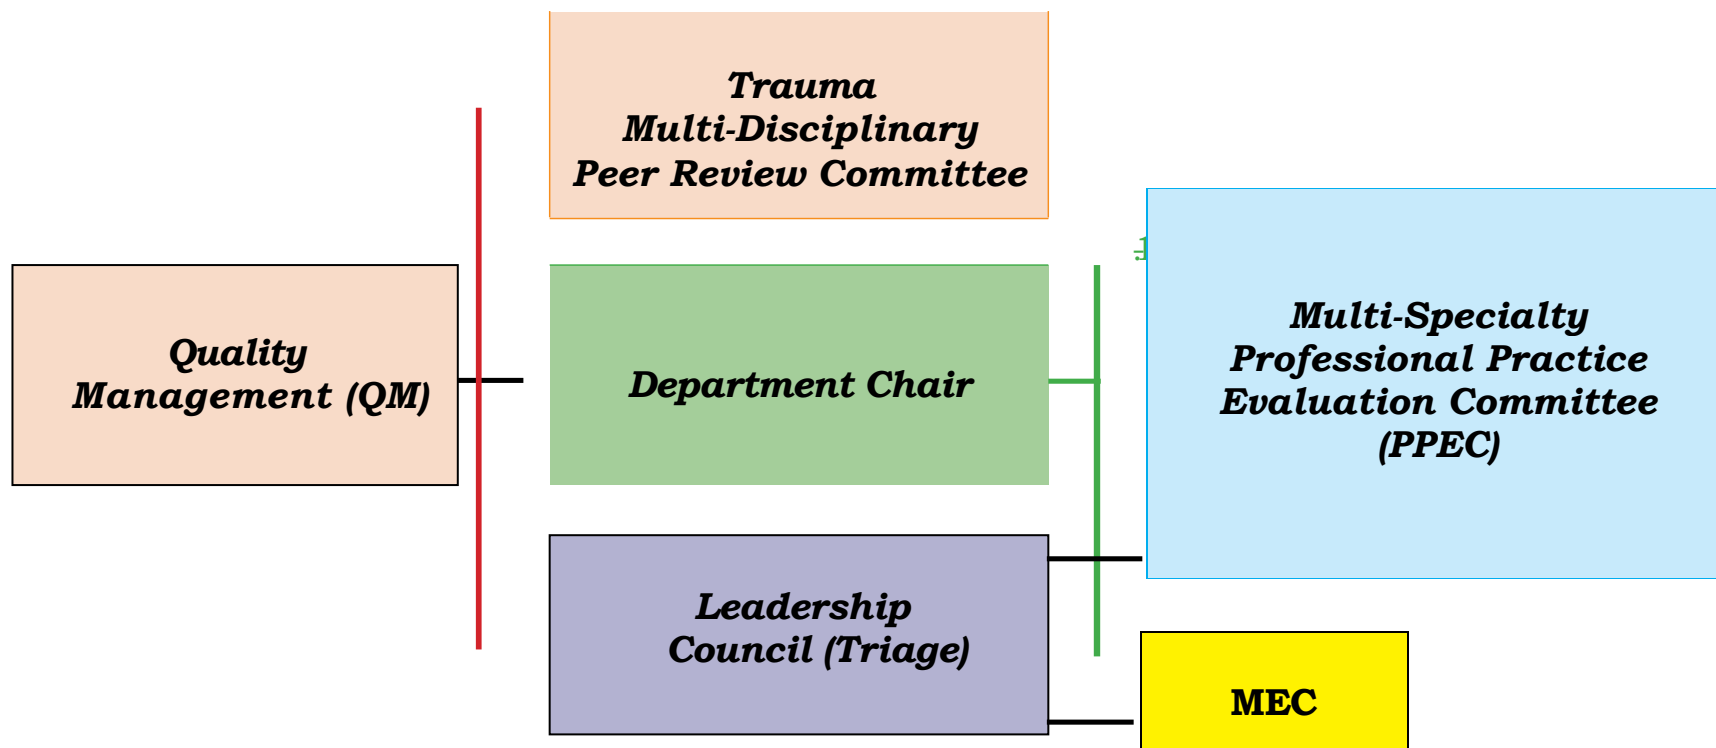 Trauma
Multi-Disciplinary
Peer Review Committee
Quality
Management (QM)
Department Chair
Multi-Specialty
Professional Practice
Evaluation Committee
(PPEC)
Leadership
Council (Triage)
MEC